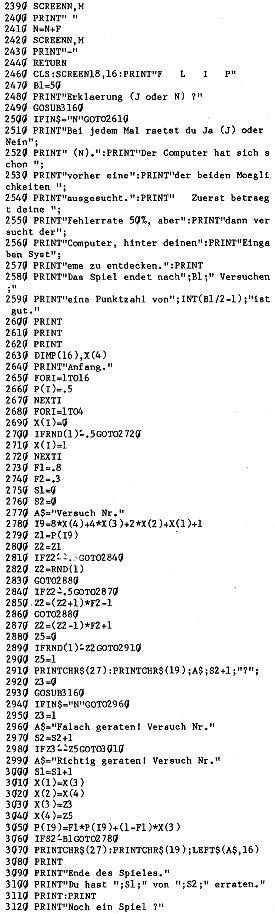 2390 SCREENN,M
2400 PRINT" "
2410 N=N+F
2420 SCREENN,M
2430 PRINT"-"
2440 RETURN
2460 CLS:SCREEN18,16:PRINT"F   L   I   P"
2470 B1=50
2480 PRINT"Erklaerung (J oder N) ?"
2490 GOSUB3160
2500 IFIN$="N"GOTO2610
2510 PRINT"Bei jedem Mal raetst du Ja (J) oder
Nein";
2520 PRINT" (N).":PRINT"Der Computer hat sich s
chon ";
2530 PRINT"vorher eine":PRINT"der beiden Moegli
chkeiten ";
2540 PRINT"ausgesucht.":PRINT"  Zuerst betraeg
t deine ";
2550 PRINT"Fehlerrate 50%, aber":PRINT"dann ver
sucht der";
2560 PRINT"Computer, hinter deinen":PRINT"Einga
ben Syst";
2570 PRINT"eme zu entdecken.":PRINT
2580 PRINT"Das Spiel endet nach";B1;" Versuchen
;"
2590 PRINT"eine Punktzahl von";INT(B1/2-1);"ist
gut."
2600 PRINT
2610 PRINT
2620 PRINT
2630 DIMP(16),X(4)
2640 PRINT"Anfang."
2650 FORI=1TO16
2660 P(I)=.5
2670 NEXTI
2680 FORI=1TO4
2690 X(I)=0
2700 IFRND(1)<.5GOTO2720
2710 X(I)=1
2720 NEXTI
2730 F1=.8
2740 F2=.3
2750 S1=0
2760 S2=0
2770 A$="Versuch Nr."
2780 I9=8*X(4)+4*X(3)+2*X(2)+X(1)+1
2790 Z1=P(I9)
2800 Z2=Z1
2820 Z2=RND(1)
2830 GOTO2880
2850 Z2=(Z2+1)*F2-1
2860 GOTO2880
2870 Z2=(Z2-1)*F2+1
2880 Z5=0
2890 IFRND(1)<Z2GOTO2910
2900 Z5=1
2910 PRINTCHR$(27):PRINTCHR$(19);A$;S2+1;"?";
2920 Z3=0
2930 GOSUB3160
2940 IFIN$="N"GOTO2960
2950 Z3=1
2960 A$="Falsch geraten! Versuch Nr."
2970 S2=S2+1
2980 IFZ3<>Z5GOTO3010
2990 A$="Richtig geraten! Versuch Nr."
3000 S1=S1+1
3010 X(1)=X(3)
3020 X(2)=X(4)
3030 X(3)=Z3
3040 X(4)=Z5
3050 P(I9)=F1*P(I9)+(1-F1)*X(3)
3060 IFS2<B1GOTO2780
3070 PRINTCHR$(27):PRINTCHR$(19);LEFT$(A$,16)
3080 PRINT
3090 PRINT"Ende des Spieles."
3100 PRINT"Du hast ";S1;" von ";S2;" erraten."
3110 PRINT:PRINT
3120 PRINT"Noch ein Spiel ?"